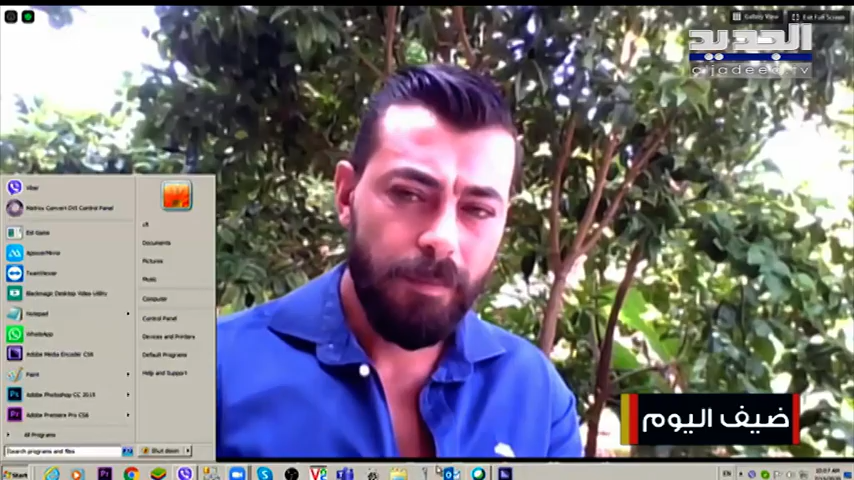 Gallery View
Exit Full Screen
الجديد
aljadeed.tv
Viber
Matrox Convert DVI Control Panel
TeamViewer
Blackmagic Desktop Video Utility
Notepad
WhatsApp
Adobe Media Encoder CS6
Paint
Adobe Photoshop CC 2015
Adobe Premiere Pro CS6
All Programs
Search programs and files
Documents
Pictures
Music
Computer
Control Panel
Devices and Printers
Default Programs
Help and Support
Shut down
ضيف اليوم
Start
EN
10:07 AM